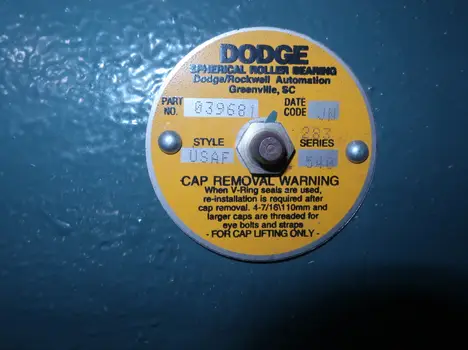 DODGE
SPHERICAL ROLLER BEARING
Dodge/Rockwell Automation
Greenville, SC
PART NO. 039681 DATE CODE JN
283
STYLE USAF SERIES 540
CAP REMOVAL WARNING
When V-Ring seals are used,
re-installation is required after
cap removal. 4-7/16\110mm and
larger caps are threaded for
eye bolts and straps
- FOR CAP LIFTING ONLY -